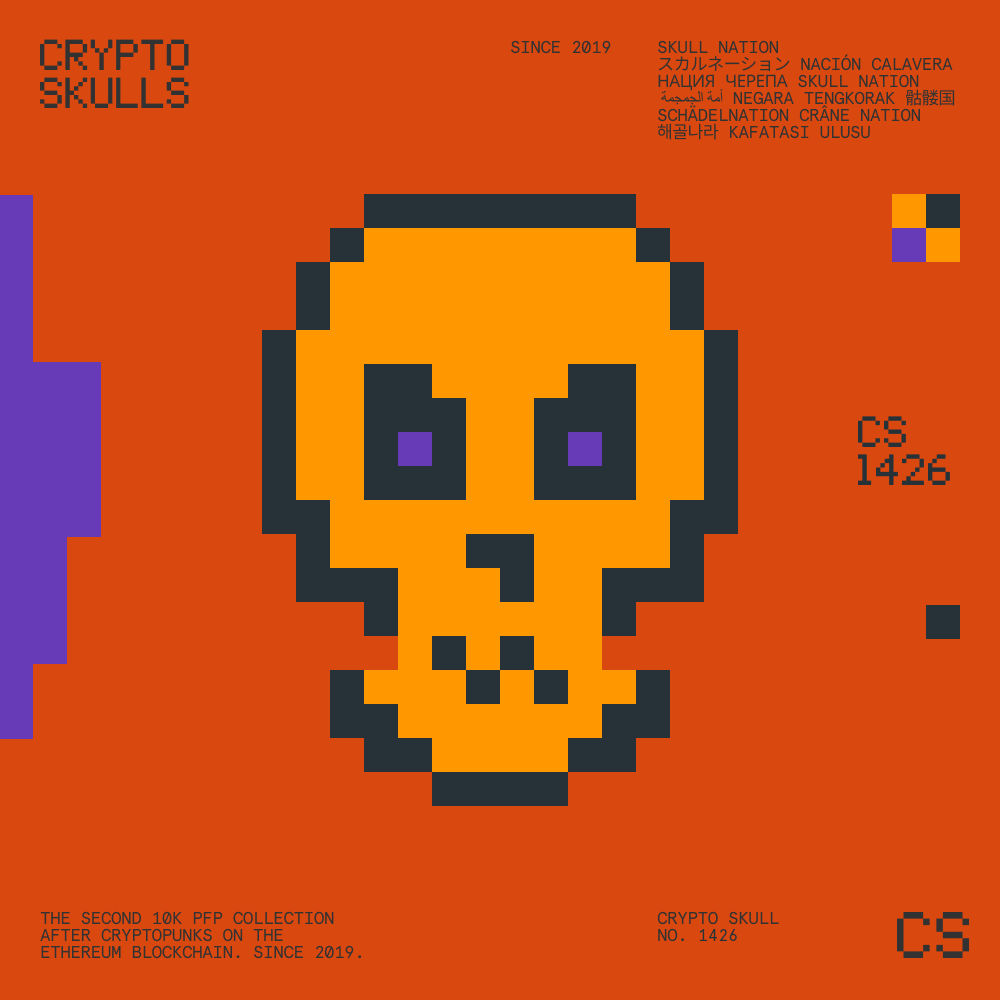 CRYPTO
SKULLS
SINCE 2019
SKULL NATION
スカルネーション NACIÓN CALAVERA
НАЦИЯ ЧЕРЕПА SKULL NATION
أمة الجمجمة NEGARA TENGKORAK 骷髅国
SCHÄDELNATION CRÂNE NATION
해골나라 KAFATASI ULUSU
CS
1426
THE SECOND 10K PFP COLLECTION
AFTER CRYPTOPUNKS ON THE
ETHEREUM BLOCKCHAIN. SINCE 2019.
CRYPTO SKULL
NO. 1426
CS